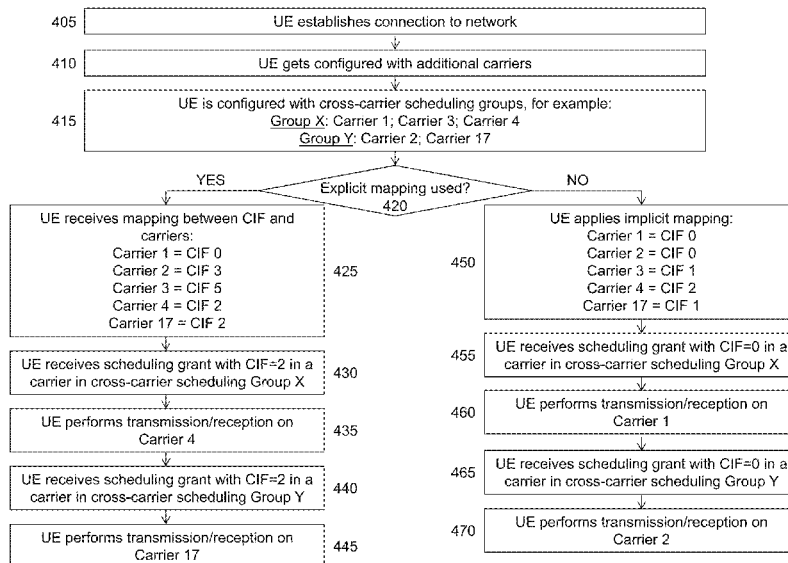 405
UE establishes connection to network
410
UE gets configured with additional carriers
415
UE is configured with cross-carrier scheduling groups, for example:
Group X: Carrier 1; Carrier 3; Carrier 4
Group Y: Carrier 2; Carrier 17
YES
Explicit mapping used?
420
NO
UE receives mapping between CIF and
carriers:
Carrier 1 = CIF 0
Carrier 2 = CIF 3
Carrier 3 = CIF 5
Carrier 4 = CIF 2
Carrier 17 = CIF 2
425
UE receives scheduling grant with CIF=2 in a
carrier in cross-carrier scheduling Group X
430
UE performs transmission/reception on
Carrier 4
435
UE receives scheduling grant with CIF=2 in a
carrier in cross-carrier scheduling Group Y
440
UE performs transmission/reception on
Carrier 17
445
450
UE applies implicit mapping:
Carrier 1 = CIF 0
Carrier 2 = CIF 0
Carrier 3 = CIF 1
Carrier 4 = CIF 2
Carrier 17 = CIF 1
455
UE receives scheduling grant with CIF=0 in a
carrier in cross-carrier scheduling Group X
460
UE performs transmission/reception on
Carrier 1
465
UE receives scheduling grant with CIF=0 in a
carrier in cross-carrier scheduling Group Y
470
UE performs transmission/reception on
Carrier 2